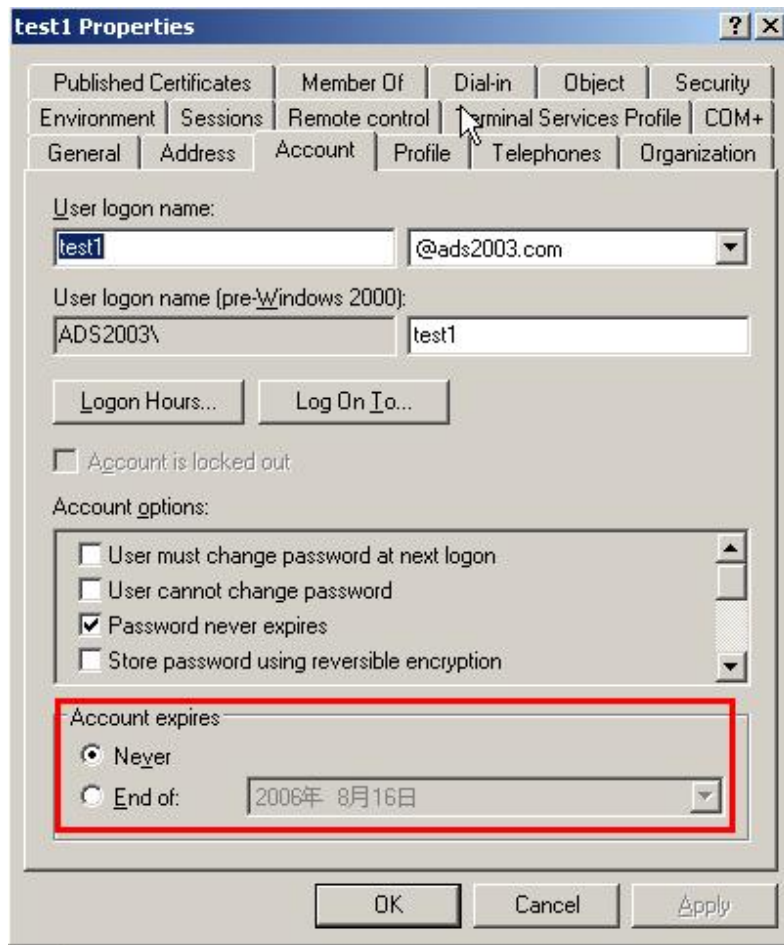 test1 Properties
Published Certificates Member Of Dial-in Object Security
Environment Sessions Remote control Terminal Services Profile COM+
General Address Account Profile Telephones Organization
User logon name:
test1 @ads2003.com
User logon name (pre-Windows 2000):
ADS2003\ test1
Logon Hours... Log On To...
Account is locked out
Account options:
User must change password at next logon
User cannot change password
Password never expires
Store password using reversible encryption
Account expires
Never
End of: 2006年 8月16日
OK Cancel Apply